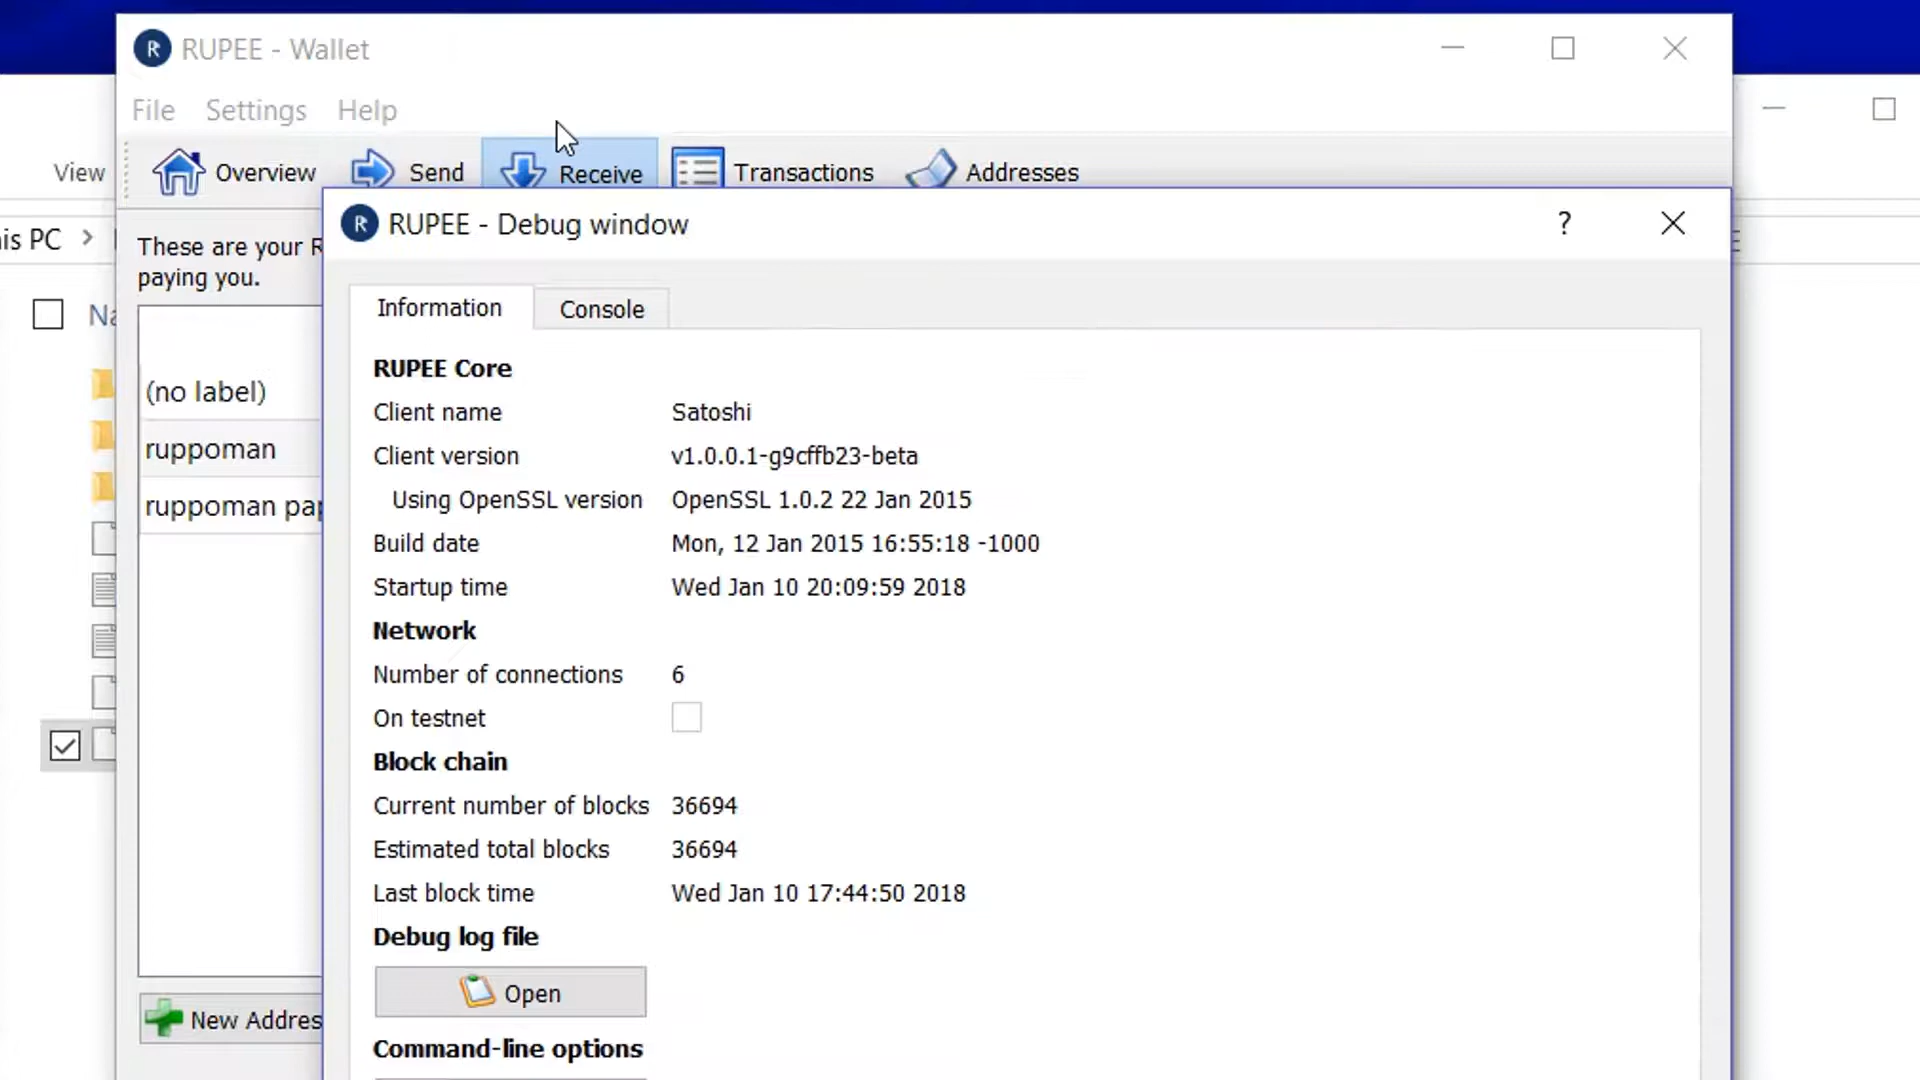 RUPEE - Wallet
File Settings Help
View
Overview Send Receive Transactions Addresses
RUPEE - Debug window
is PC
These are your R
paying you.
Information Console
Na
RUPEE Core
(no label)
Client name Satoshi
ruppoman
Client version v1.0.0.1-g9cffb23-beta
ruppoman pap
Using OpenSSL version OpenSSL 1.0.2 22 Jan 2015
Build date Mon, 12 Jan 2015 16:55:18 -1000
Startup time Wed Jan 10 20:09:59 2018
Network
Number of connections 6
On testnet
Block chain
Current number of blocks 36694
Estimated total blocks 36694
Last block time Wed Jan 10 17:44:50 2018
Debug log file
Open
New Addres
Command-line options